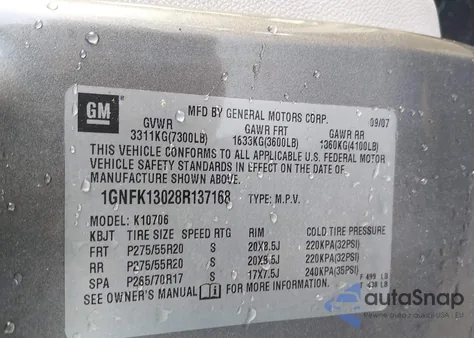 GM
MFD BY GENERAL MOTORS CORP. 09/07
GVWR GAWR FRT GAWR RR
3311KG(7300LB) 1633KG(3600LB) 1860KG(4100LB)
THIS VEHICLE CONFORMS TO ALL APPLICABLE U.S. FEDERAL MOTOR
VEHICLE SAFETY STANDARDS IN EFFECT ON THE DATE OF
MANUFACTURE SHOWN ABOVE.
1GNFK13028R137168 TYPE: M.P.V.
MODEL: K10706
KBJT TIRE SIZE SPEED RTG RIM COLD TIRE PRESSURE
FRT P275/55R20 S 20X8.5J 220KPA(32PSI)
RR P275/55R20 S 20X8.5J 220KPA(32PSI)
SPA P265/70R17 S 17X7.5J 240KPA(35PSI)
SEE OWNER'S MANUAL FOR MORE INFORMATION
F 499 LB
autoSnap